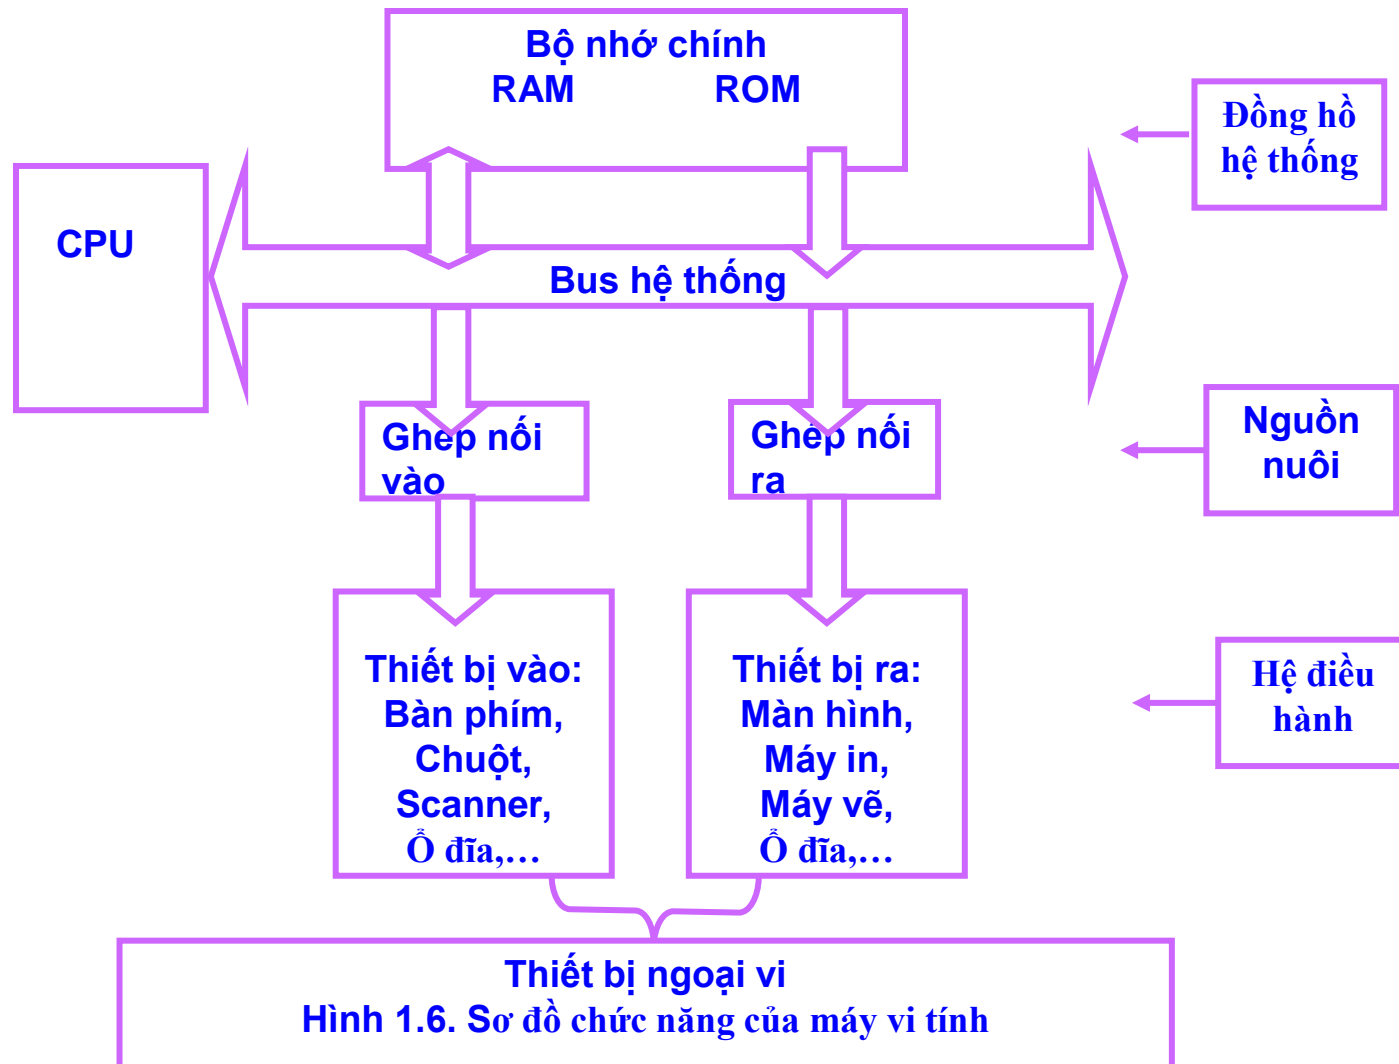 Bộ nhớ chính
RAM ROM
Đồng hồ
hệ thống
CPU
Bus hệ thống
Ghép nối
vào
Ghép nối
ra
Nguồn
nuôi
Thiết bị vào:
Bàn phím,
Chuột,
Scanner,
Ổ đĩa,...
Thiết bị ra:
Màn hình,
Máy in,
Máy vẽ,
Ổ đĩa,...
Hệ điều
hành
Thiết bị ngoại vi
Hình 1.6. Sơ đồ chức năng của máy vi tính